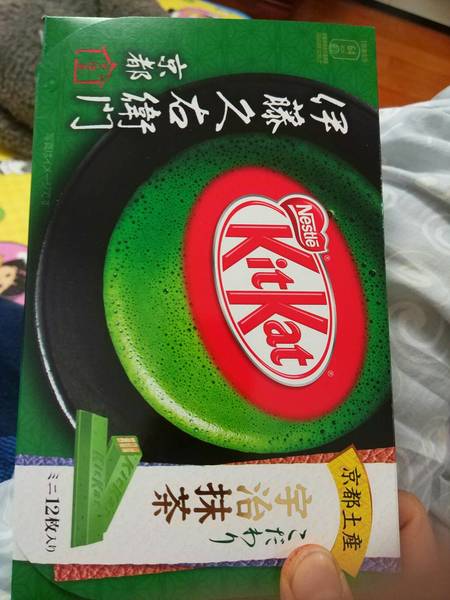 京都
伊藤久右衛門
Nestlé
KitKat
京都土産
こだわり
宇治抹茶
ミニ12枚入り
64